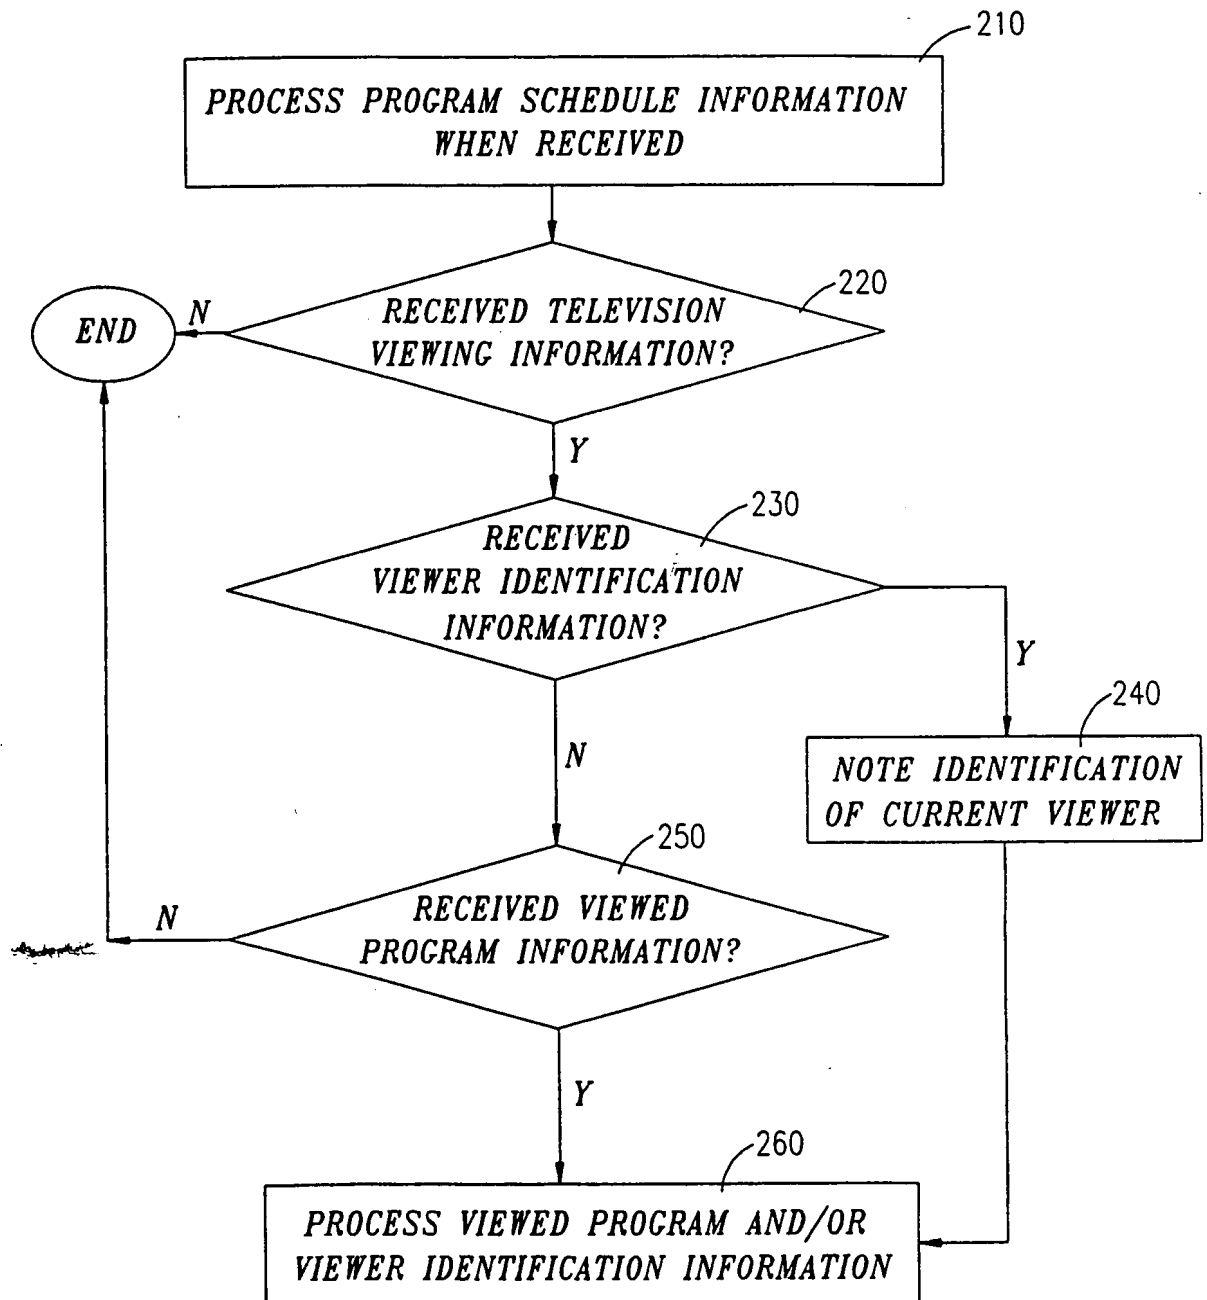 210
PROCESS PROGRAM SCHEDULE INFORMATION
WHEN RECEIVED
220
RECEIVED TELEVISION
VIEWING INFORMATION?
N
END
Y
230
RECEIVED
VIEWER IDENTIFICATION
INFORMATION?
Y
240
NOTE IDENTIFICATION
OF CURRENT VIEWER
N
250
RECEIVED VIEWED
PROGRAM INFORMATION?
N
Y
260
PROCESS VIEWED PROGRAM AND/OR
VIEWER IDENTIFICATION INFORMATION